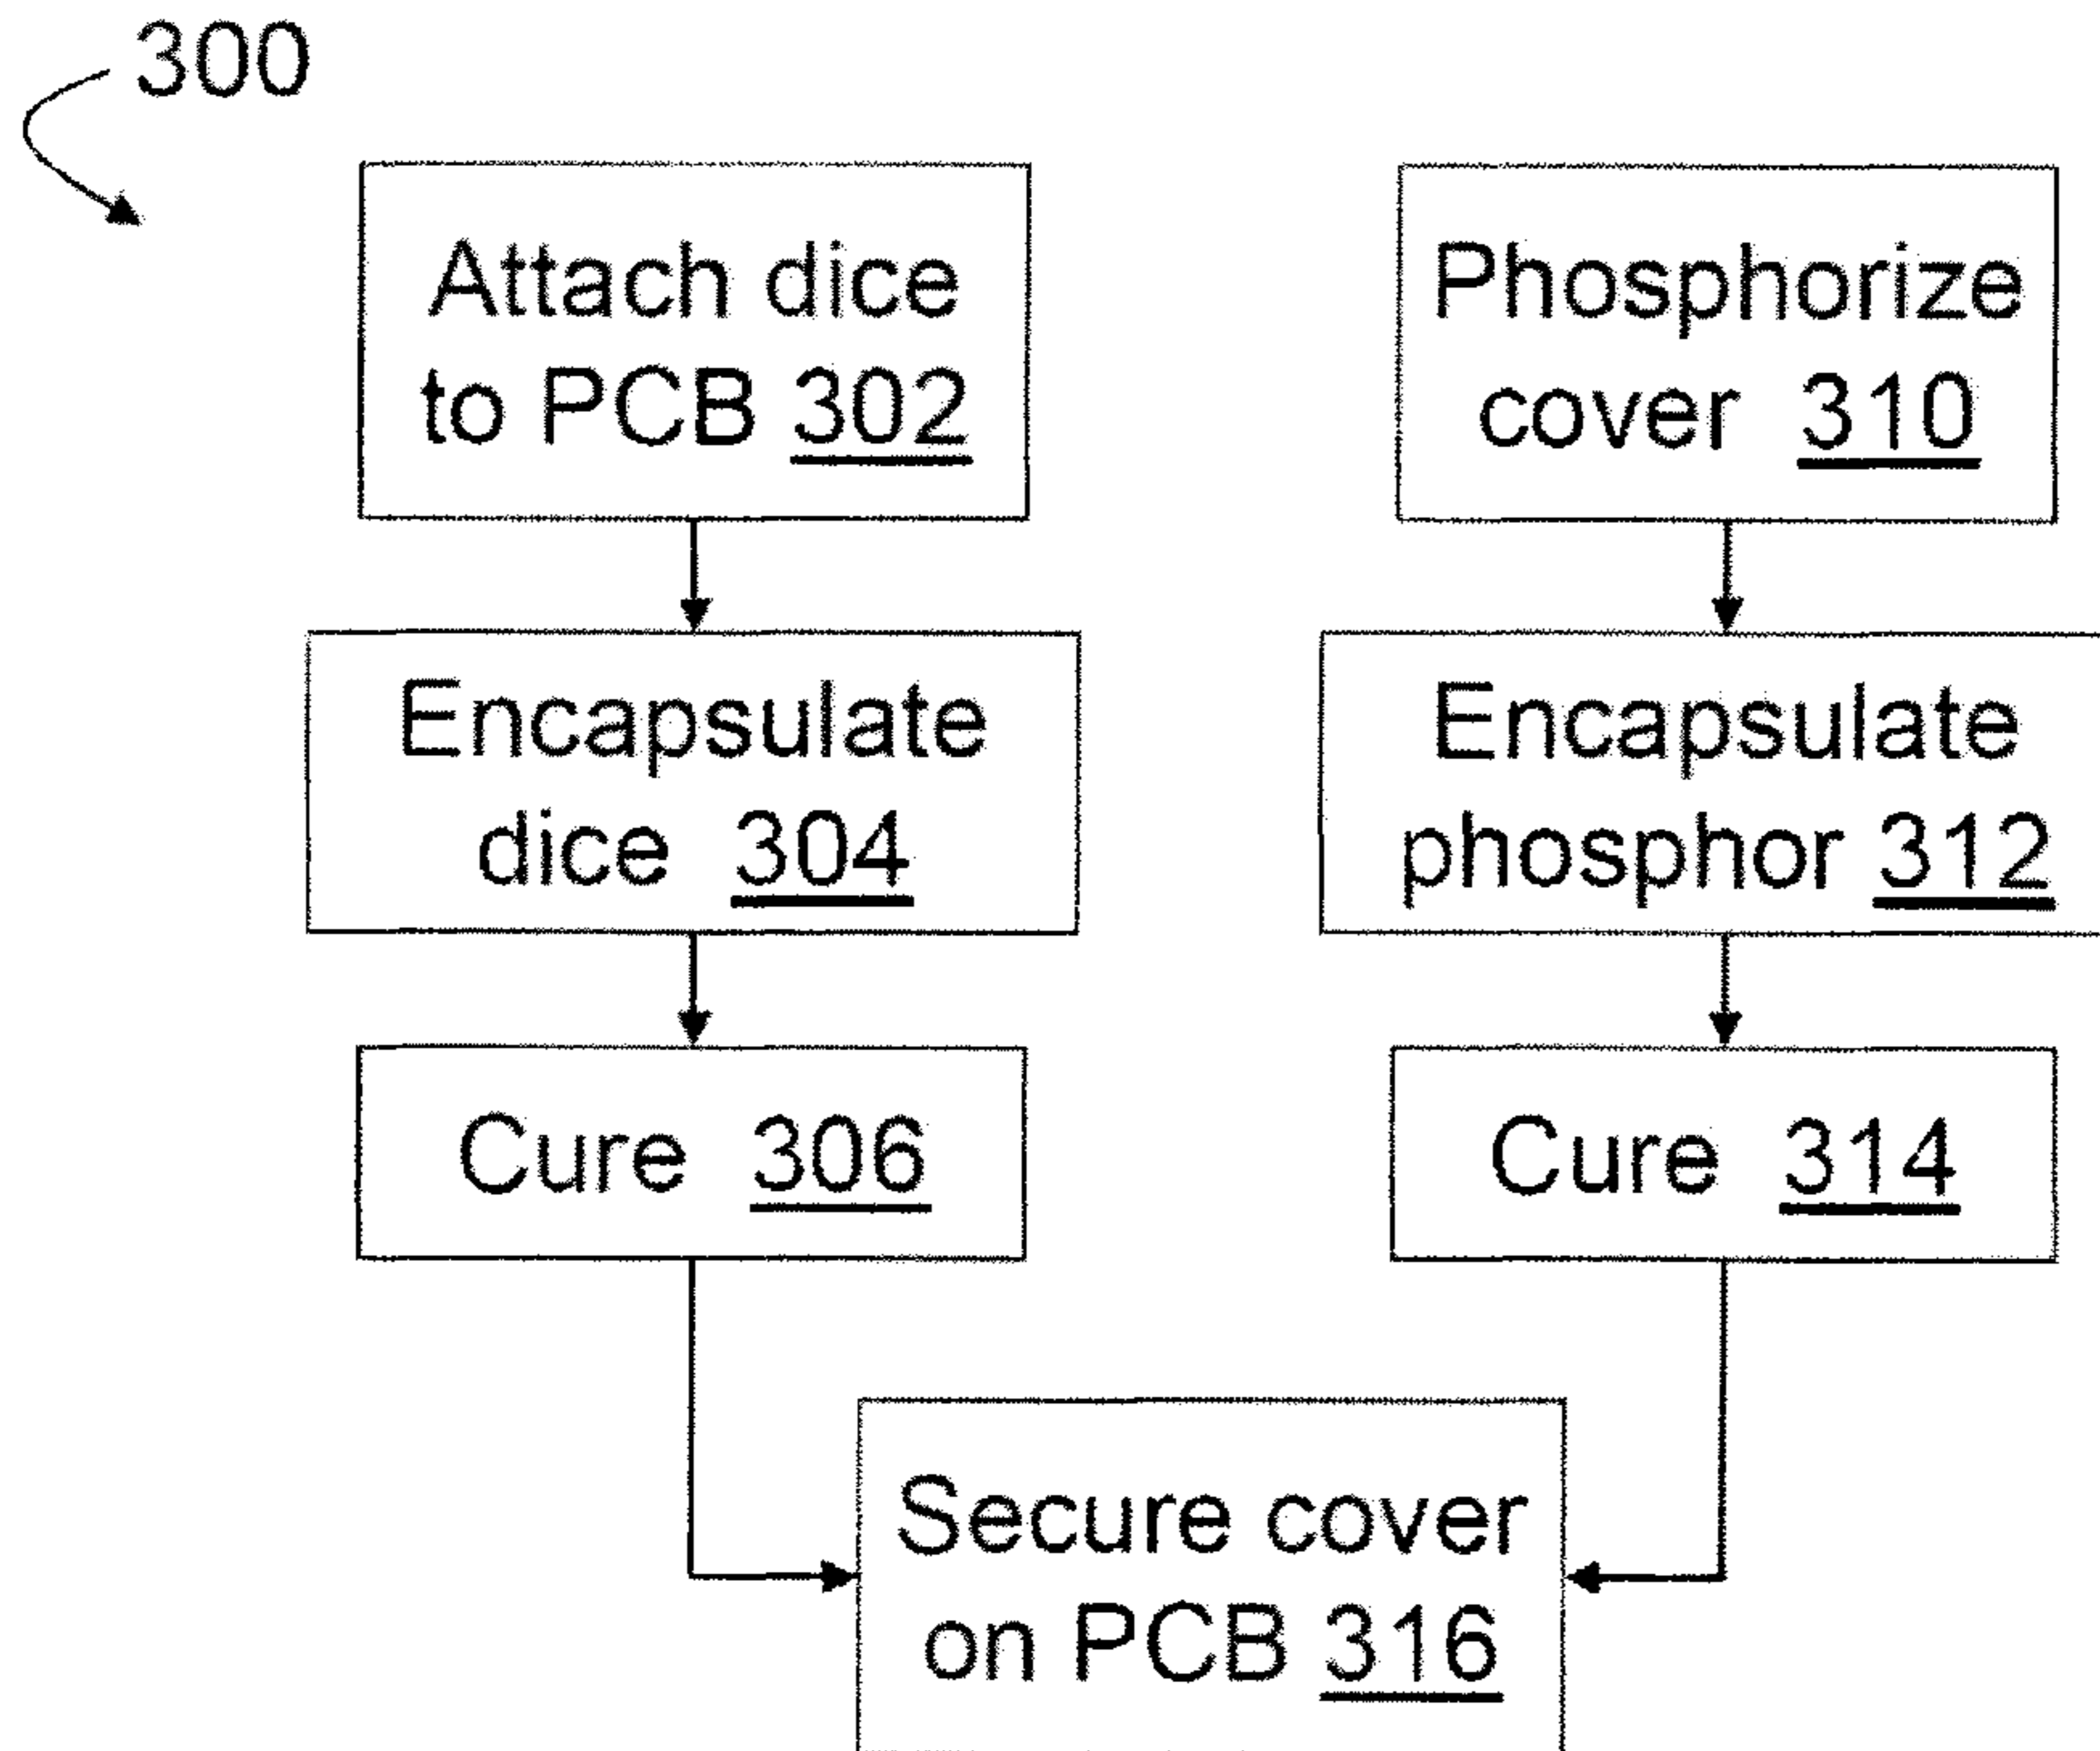 300
Attach dice
to PCB 302
Phosphorize
cover 310
Encapsulate
dice 304
Encapsulate
phosphor 312
Cure 306
Cure 314
Secure cover
on PCB 316